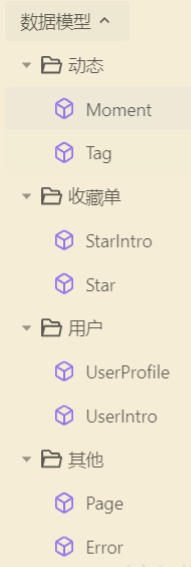 数据模型
动态
Moment
Tag
收藏单
StarIntro
Star
用户
UserProfile
UserIntro
其他
Page
Error